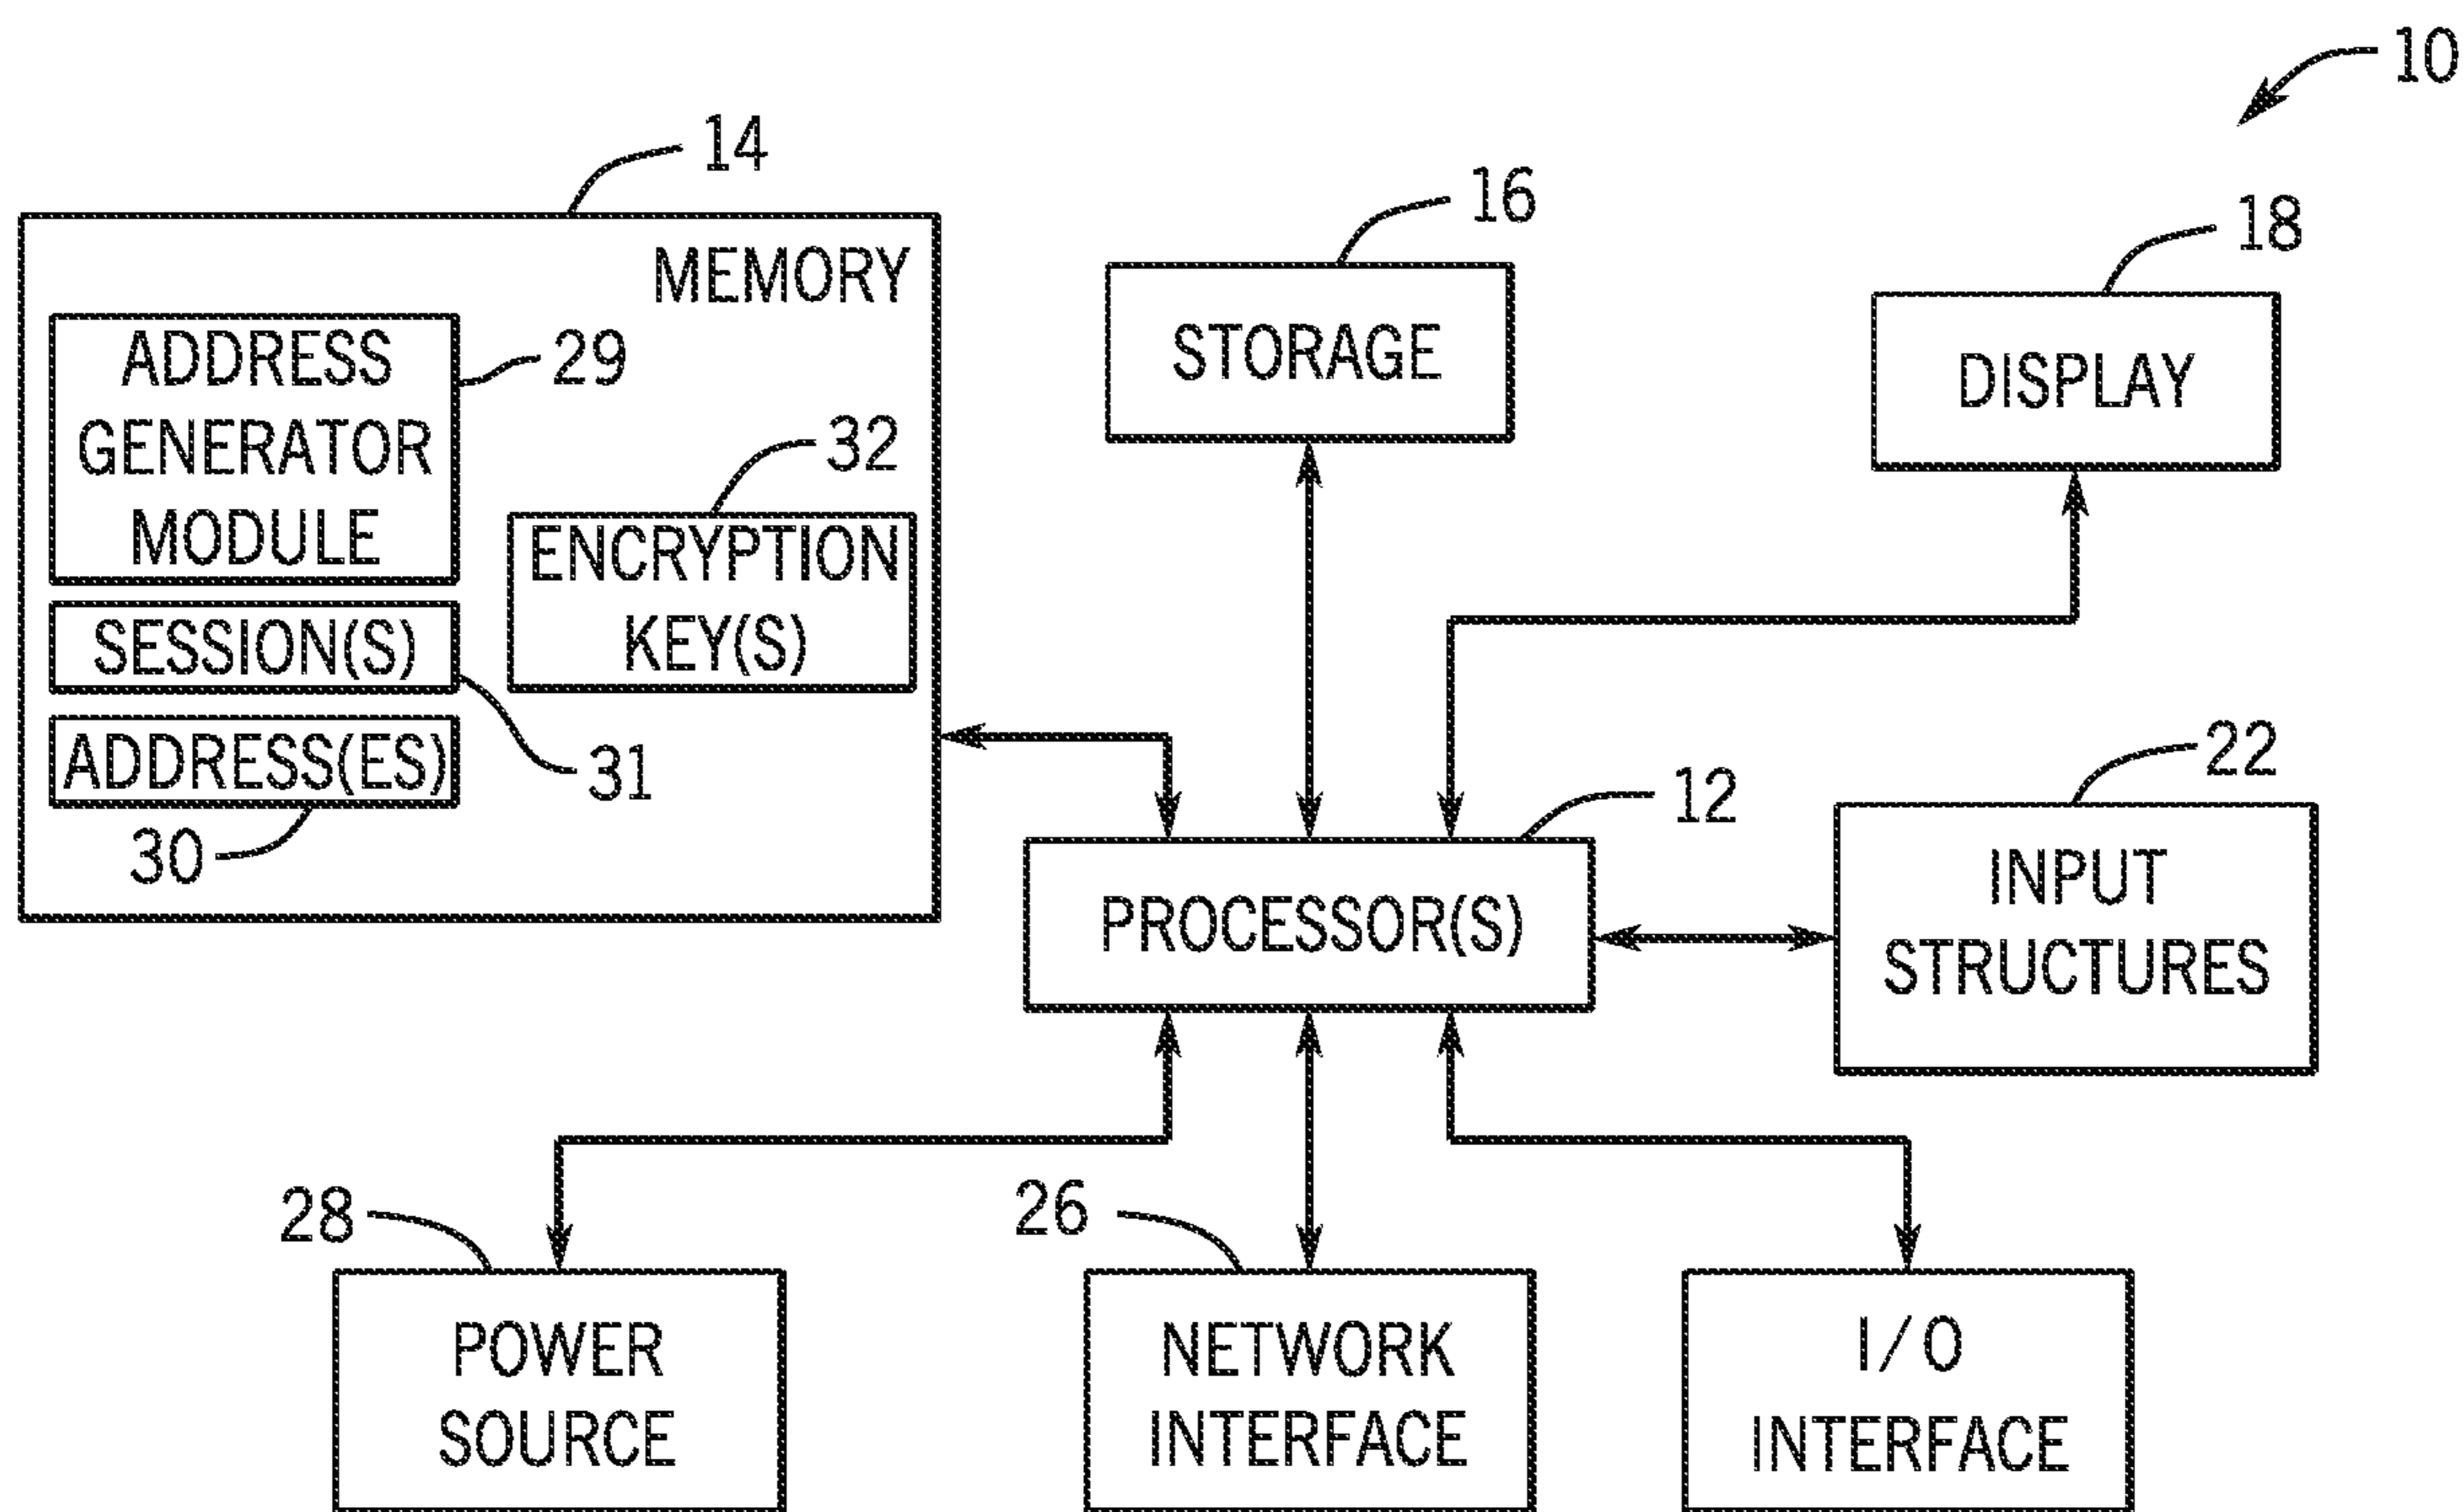 10
14
MEMORY
ADDRESS
GENERATOR
MODULE
29
32
ENCRYPTION
KEY(S)
SESSION(S)
31
ADDRESS(ES)
30
16
STORAGE
18
DISPLAY
12
PROCESSOR(S)
22
INPUT
STRUCTURES
28
POWER
SOURCE
26
NETWORK
INTERFACE
I/O
INTERFACE